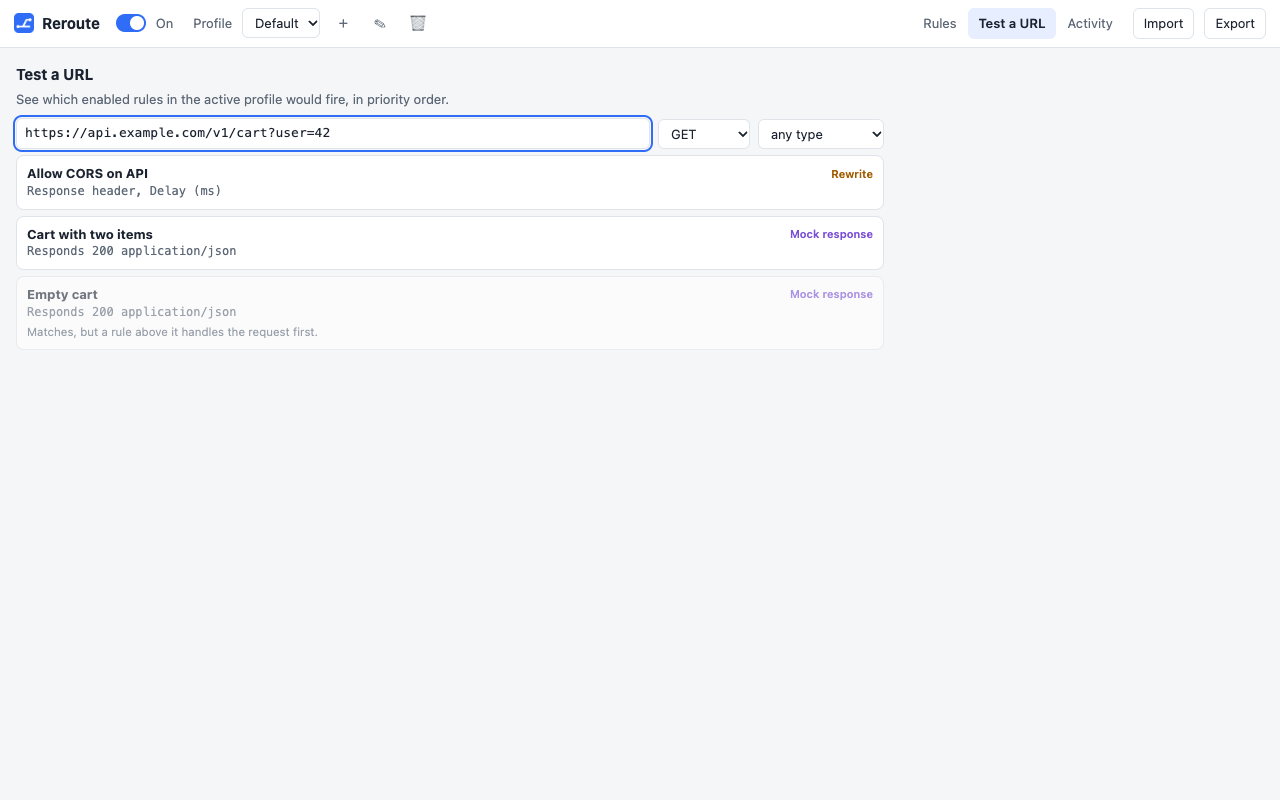 Reroute On Profile Default + Rules Test a URL Activity Import Export
Test a URL
See which enabled rules in the active profile would fire, in priority order.
https://api.example.com/v1/cart?user=42 GET any type
Allow CORS on API Rewrite
Response header, Delay (ms)
Cart with two items Mock response
Responds 200 application/json
Empty cart Mock response
Responds 200 application/json
Matches, but a rule above it handles the request first.